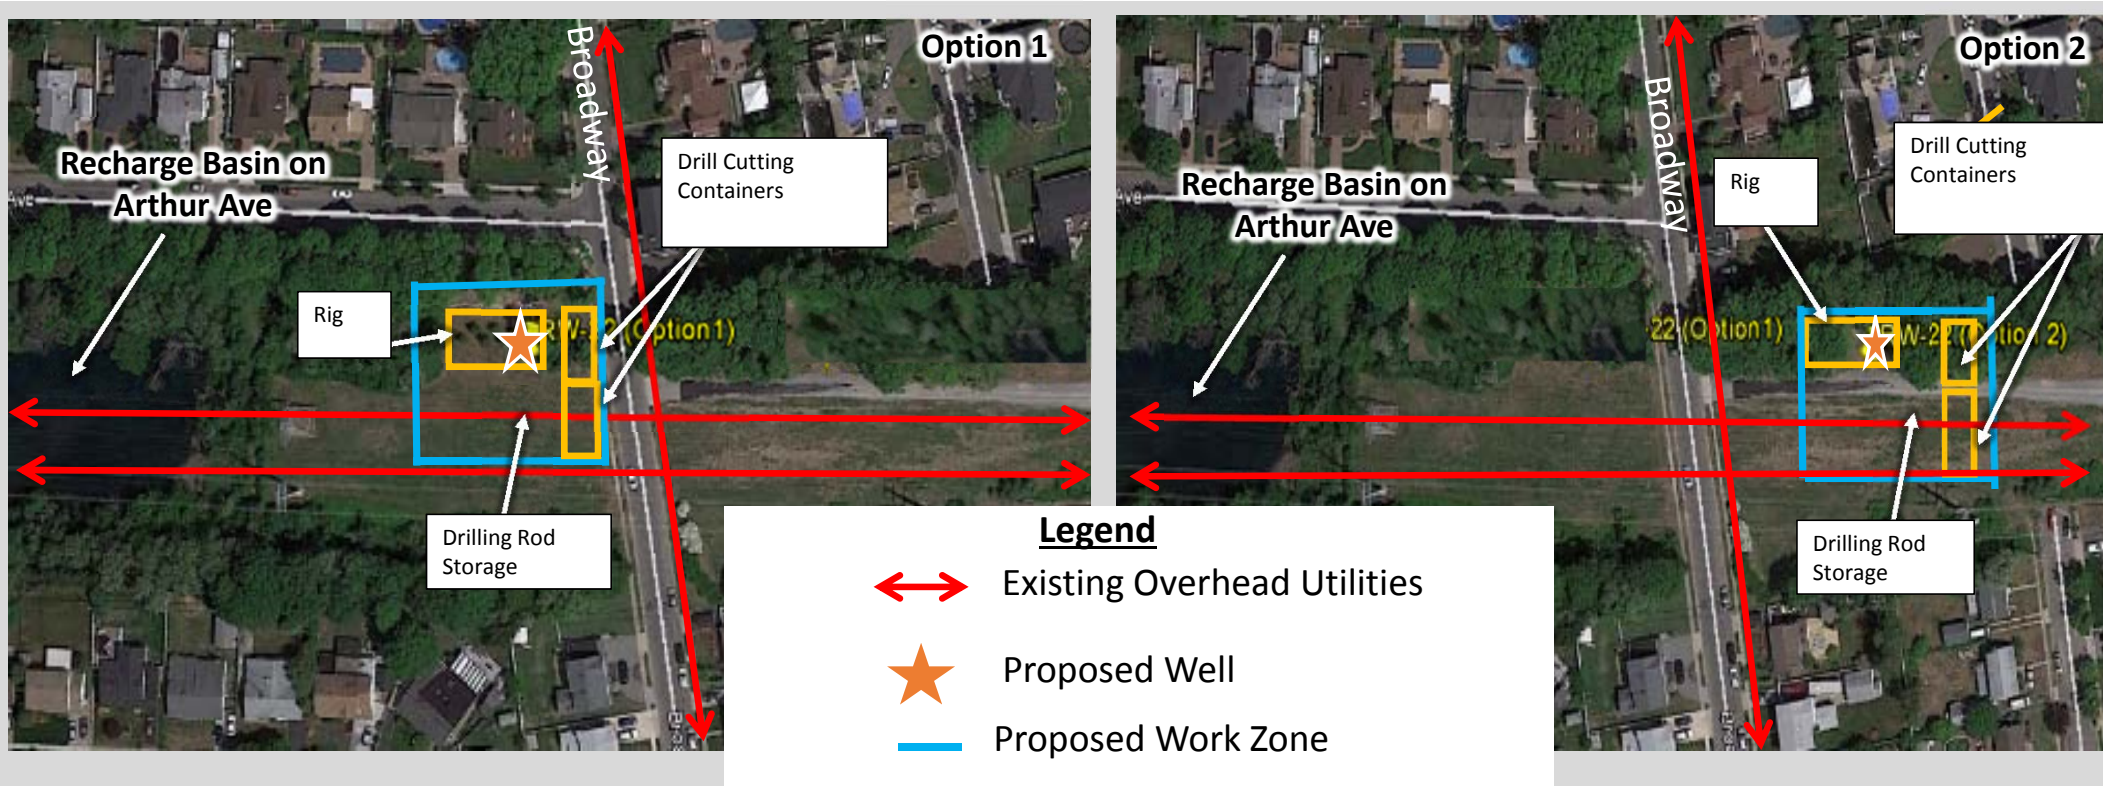 Option 1
Broadway
Recharge Basin on
Arthur Ave
Drill Cutting
Containers
Rig
(Option 1)
Drilling Rod
Storage
Option 2
Broadway
Recharge Basin on
Arthur Ave
Ave
Rig
Drill Cutting
Containers
22 (Option 1)
Drilling Rod
Storage
Legend
Existing Overhead Utilities
Proposed Well
Proposed Work Zone